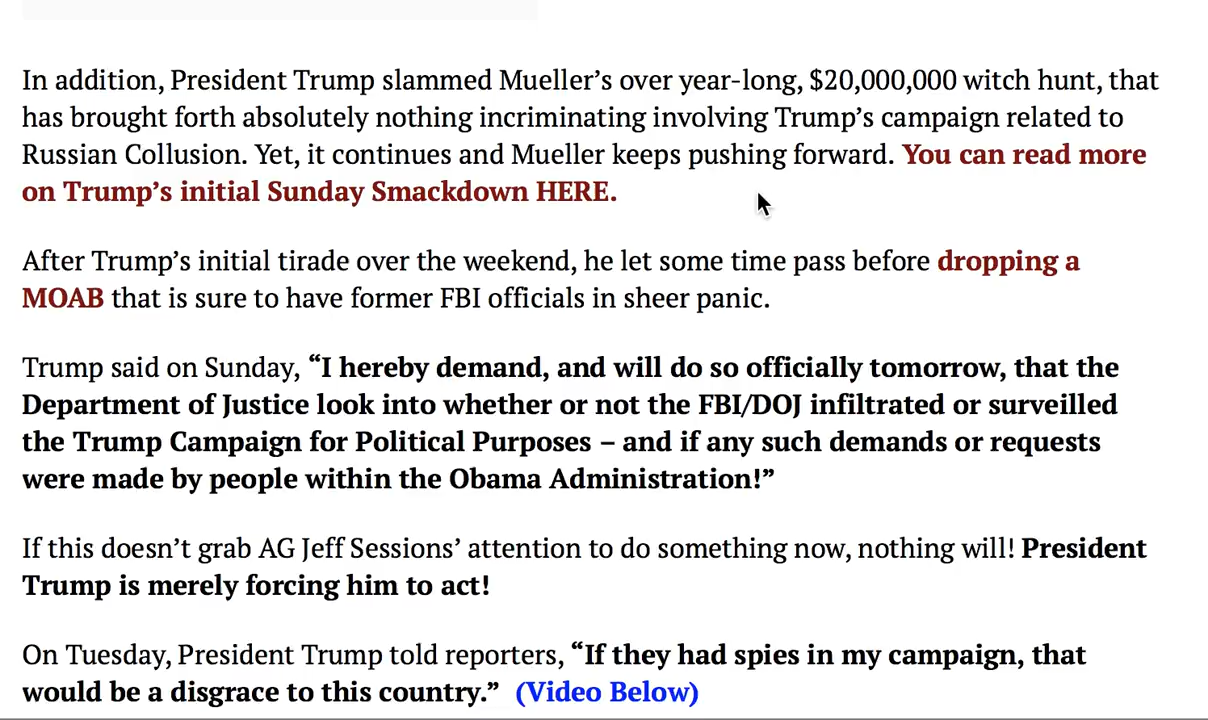 In addition, President Trump slammed Mueller’s over year-long, $20,000,000 witch hunt, that
has brought forth absolutely nothing incriminating involving Trump’s campaign related to
Russian Collusion. Yet, it continues and Mueller keeps pushing forward. You can read more
on Trump’s initial Sunday Smackdown HERE.
After Trump’s initial tirade over the weekend, he let some time pass before dropping a
MOAB that is sure to have former FBI officials in sheer panic.
Trump said on Sunday, “I hereby demand, and will do so officially tomorrow, that the
Department of Justice look into whether or not the FBI/DOJ infiltrated or surveilled
the Trump Campaign for Political Purposes – and if any such demands or requests
were made by people within the Obama Administration!”
If this doesn’t grab AG Jeff Sessions’ attention to do something now, nothing will! President
Trump is merely forcing him to act!
On Tuesday, President Trump told reporters, “If they had spies in my campaign, that
would be a disgrace to this country.” (Video Below)